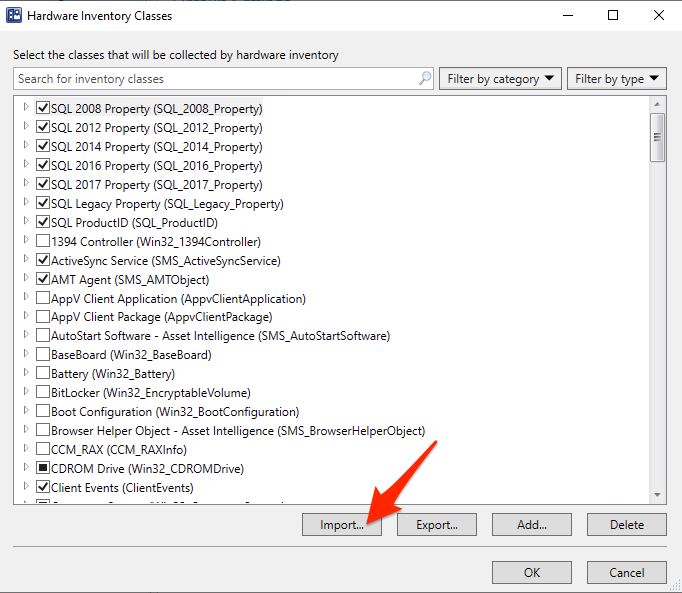 Hardware Inventory Classes
Select the classes that will be collected by hardware inventory
Search for inventory classes
Filter by category
Filter by type
SQL 2008 Property (SQL_2008_Property)
SQL 2012 Property (SQL_2012_Property)
SQL 2014 Property (SQL_2014_Property)
SQL 2016 Property (SQL_2016_Property)
SQL 2017 Property (SQL_2017_Property)
SQL Legacy Property (SQL_Legacy_Property)
SQL ProductID (SQL_ProductID)
1394 Controller (Win32_1394Controller)
ActiveSync Service (SMS_ActiveSyncService)
AMT Agent (SMS_AMTObject)
AppV Client Application (AppvClientApplication)
AppV Client Package (AppvClientPackage)
AutoStart Software - Asset Intelligence (SMS_AutoStartSoftware)
BaseBoard (Win32_BaseBoard)
Battery (Win32_Battery)
BitLocker (Win32_EncryptableVolume)
Boot Configuration (Win32_BootConfiguration)
Browser Helper Object - Asset Intelligence (SMS_BrowserHelperObject)
CCM_RAX (CCM_RAXInfo)
CDROM Drive (Win32_CDROMDrive)
Client Events (ClientEvents)
Import...
Export...
Add...
Delete
OK
Cancel